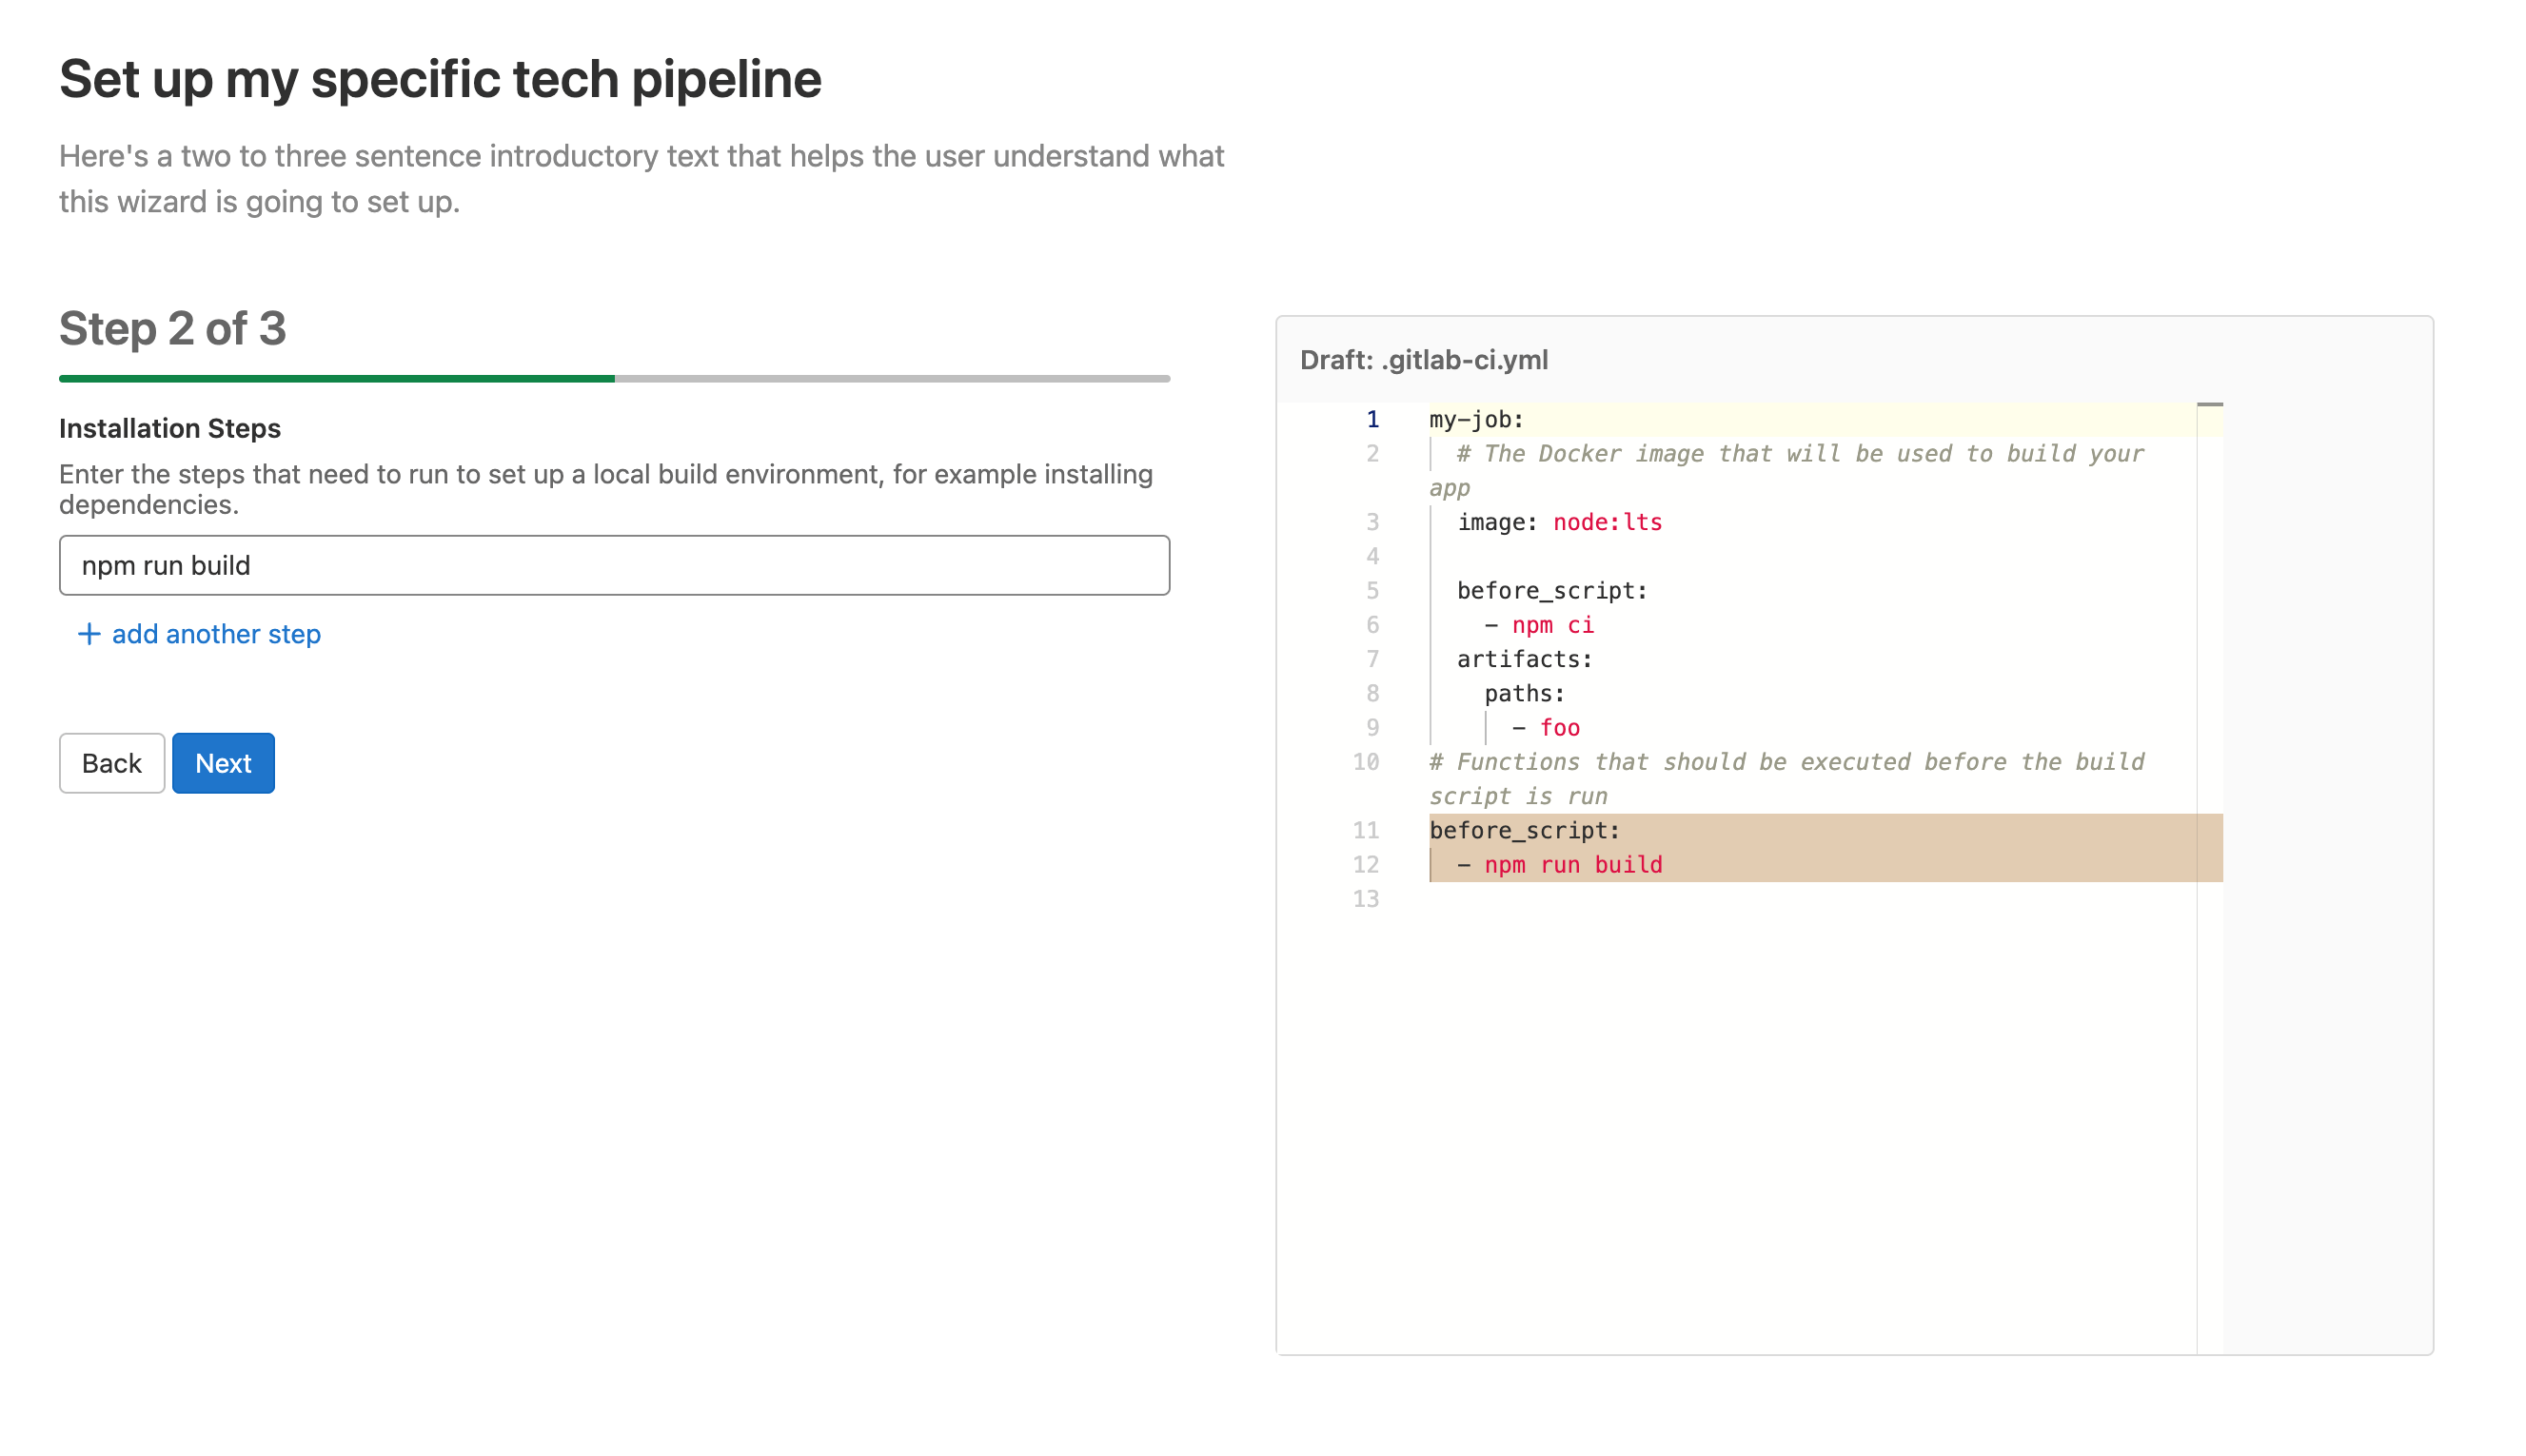 Set up my specific tech pipeline
Here's a two to three sentence introductory text that helps the user understand what
this wizard is going to set up.
Step 2 of 3
Installation Steps
Enter the steps that need to run to set up a local build environment, for example installing
dependencies.
npm run build
+ add another step
Back Next
Draft: .gitlab-ci.yml
1 my-job:
2   # The Docker image that will be used to build your
app
3   image: node:lts
4
5   before_script:
6     - npm ci
7   artifacts:
8     paths:
9       - foo
10 # Functions that should be executed before the build
script is run
11 before_script:
12   - npm run build
13